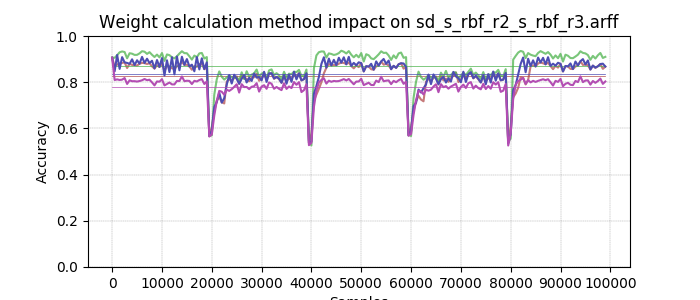 Weight calculation method impact on sd_s_rbf_r2_s_rbf_r3.arff
Accuracy
1.0
0.8
0.6
0.4
0.2
0.0
0 10000 20000 30000 40000 50000 60000 70000 80000 90000 100000
Samples